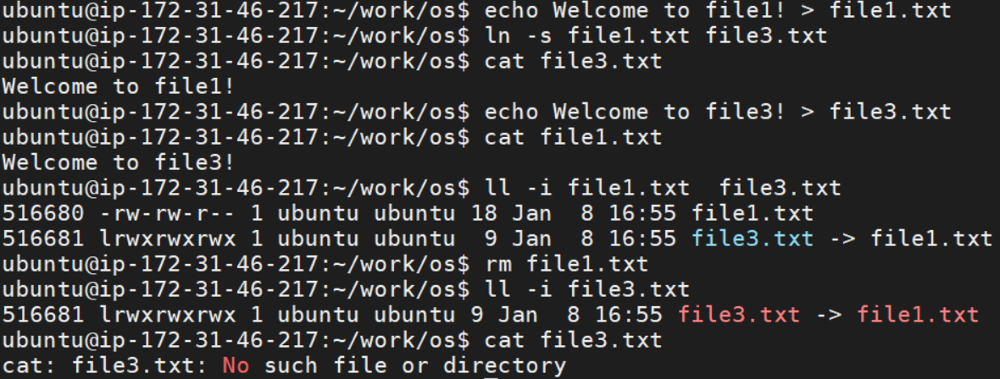 ubuntu@ip-172-31-46-217:~/work/os$ echo Welcome to file1! > file1.txt
ubuntu@ip-172-31-46-217:~/work/os$ ln -s file1.txt file3.txt
ubuntu@ip-172-31-46-217:~/work/os$ cat file3.txt
Welcome to file1!
ubuntu@ip-172-31-46-217:~/work/os$ echo Welcome to file3! > file3.txt
ubuntu@ip-172-31-46-217:~/work/os$ cat file1.txt
Welcome to file3!
ubuntu@ip-172-31-46-217:~/work/os$ ll -i file1.txt  file3.txt
516680 -rw-rw-r-- 1 ubuntu ubuntu 18 Jan  8 16:55 file1.txt
516681 lrwxrwxrwx 1 ubuntu ubuntu  9 Jan  8 16:55 file3.txt -> file1.txt
ubuntu@ip-172-31-46-217:~/work/os$ rm file1.txt
ubuntu@ip-172-31-46-217:~/work/os$ ll -i file3.txt
516681 lrwxrwxrwx 1 ubuntu ubuntu 9 Jan  8 16:55 file3.txt -> file1.txt
ubuntu@ip-172-31-46-217:~/work/os$ cat file3.txt
cat: file3.txt: No such file or directory